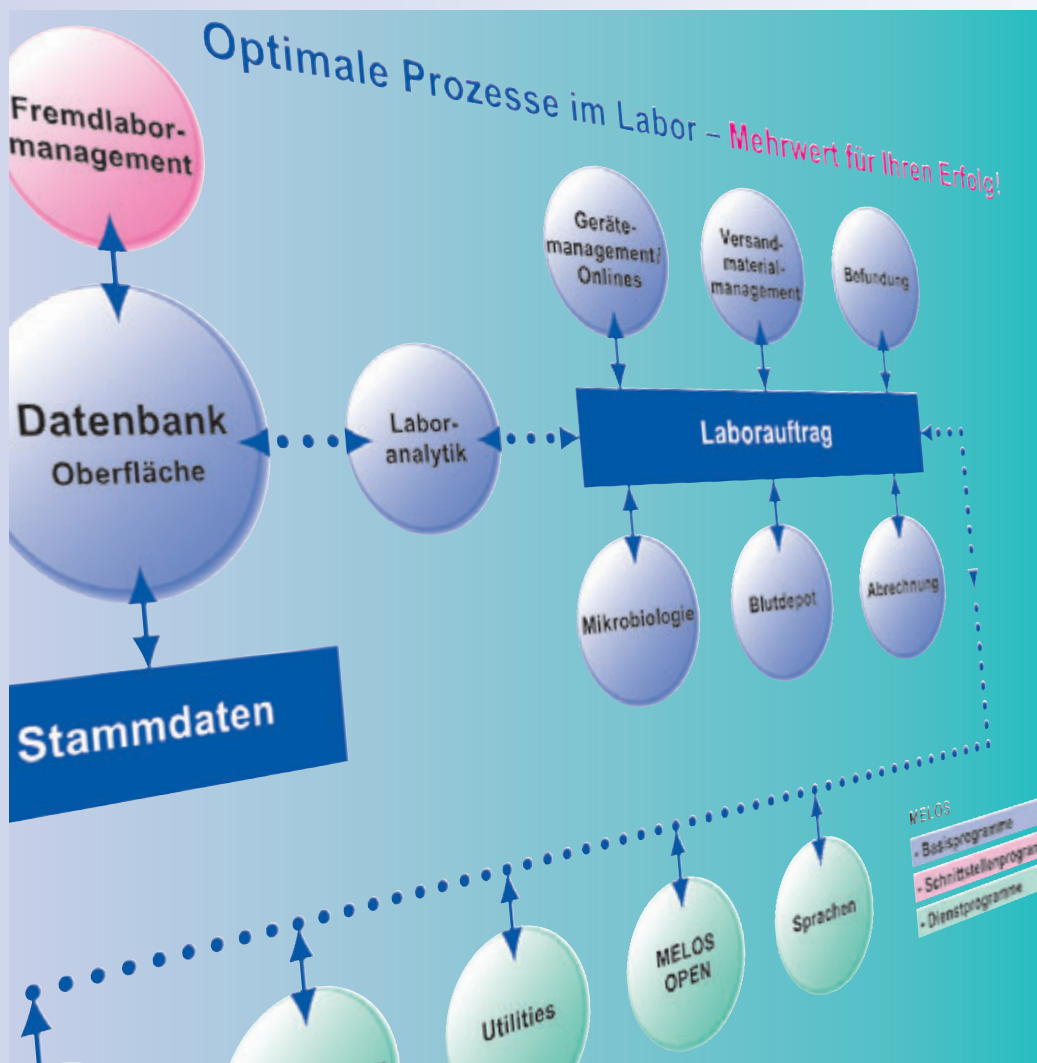 Optimale Prozesse im Labor – Mehrwert für Ihren Erfolg!
Fremdlabor-
management
Geräte-
management/
Onlines
Versand-
material-
management
Befundung
Datenbank
Oberfläche
Labor-
analytik
Laborauftrag
Mikrobiologie
Blutdepot
Abrechnung
Stammdaten
MELOS
- Basisprogramme
- Schnittstellenprogram
- Dienstprogramme
Sprachen
MELOS
OPEN
Utilities